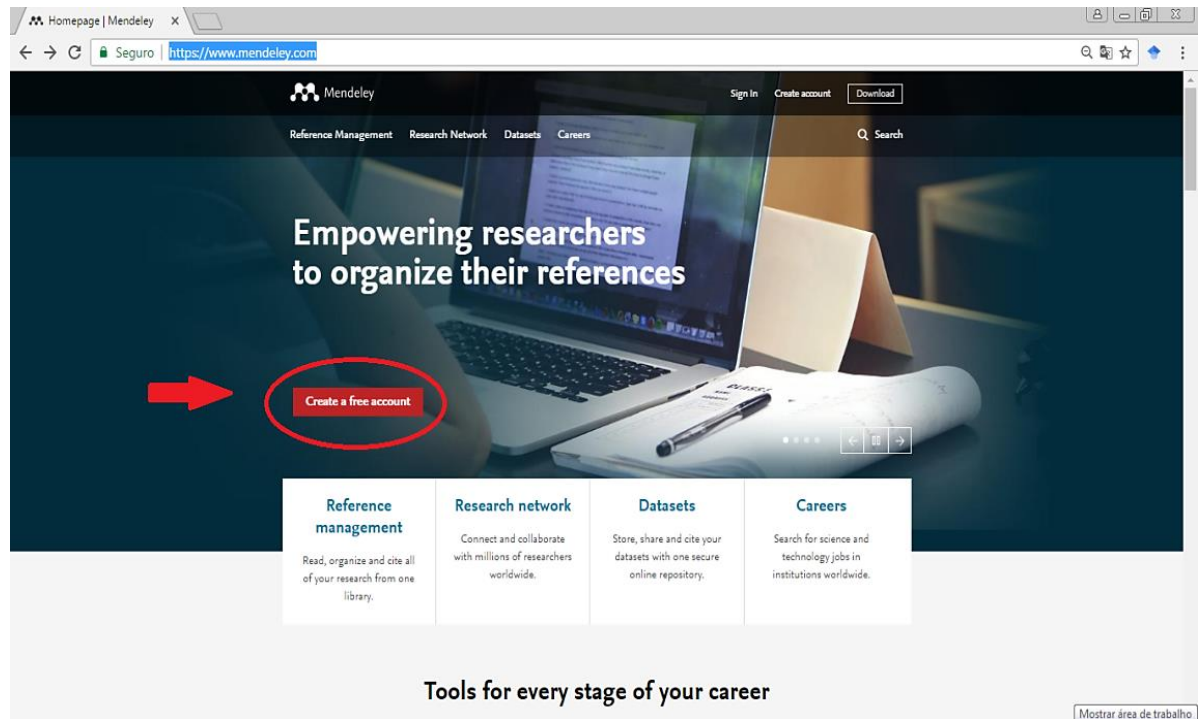 Homepage | Mendeley
Seguro | https://www.mendeley.com
Mendeley
Sign In Create account Download
Reference Management Research Network Datasets Careers Search
Empowering researchers
to organize their references
Create a free account
Reference
management
Read, organize and cite all
of your research from one
library.
Research network
Connect and collaborate
with millions of researchers
worldwide.
Datasets
Store, share and cite your
datasets with one secure
online repository.
Careers
Search for science and
technology jobs in
institutions worldwide.
Tools for every stage of your career
Mostrar área de trabalho